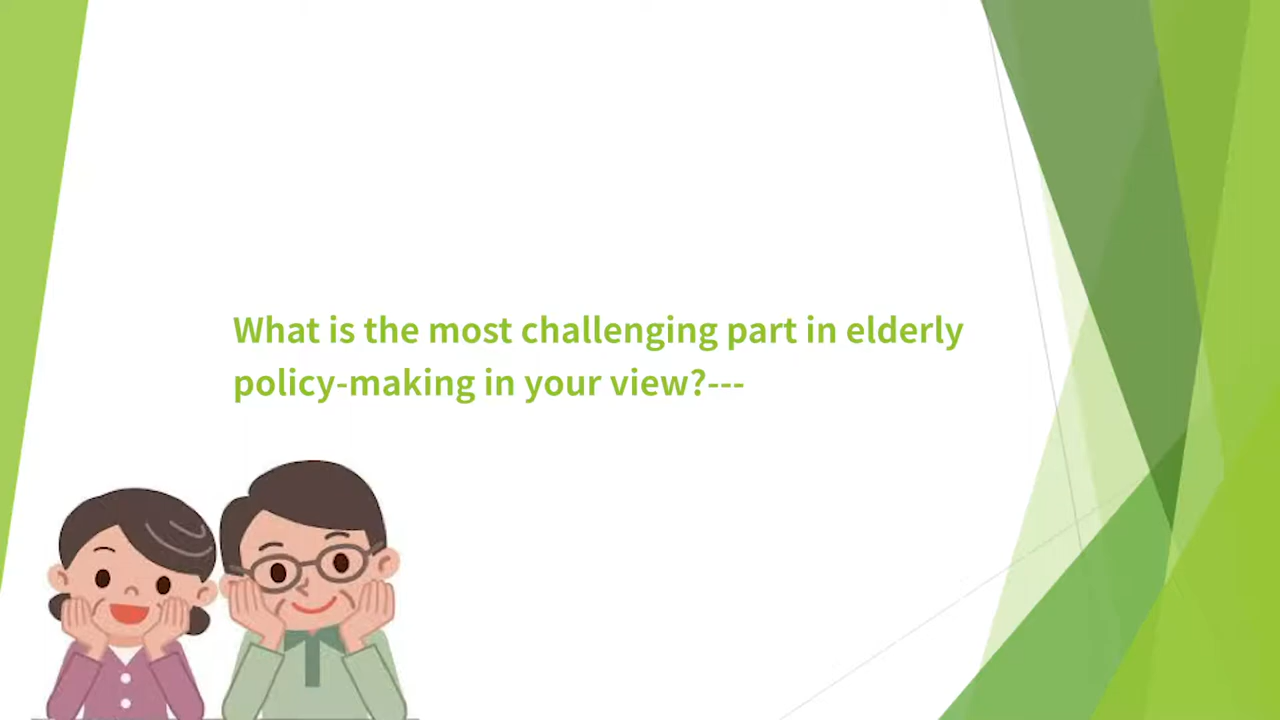 What is the most challenging part in elderly
policy-making in your view?---